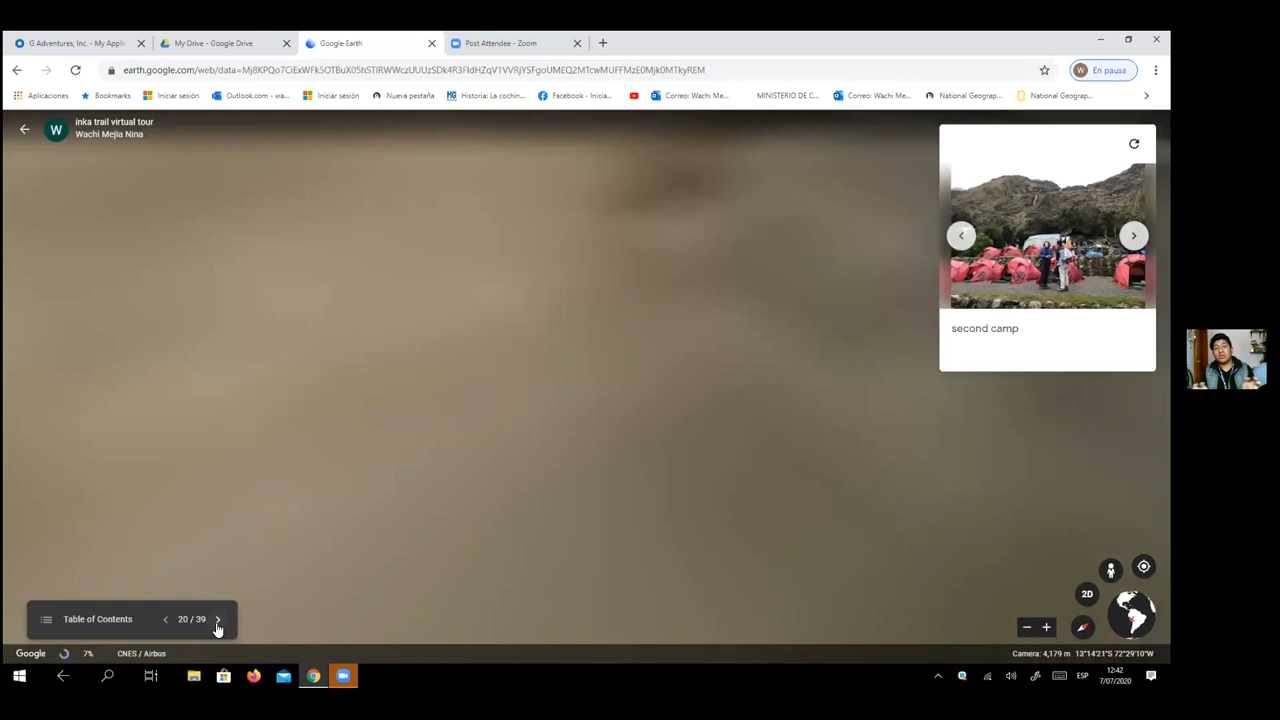 G Adventures, Inc. - My Applic
My Drive - Google Drive
Google Earth
Post Attendee - Zoom
earth.google.com/web/data=Mj8KPQo7CiExWFk5OTBuX05hSTlRWWczUUUzSDk4R3FIdHZqV1VVRjYSFgoUMEQ2MTcwMUFFMzE0Mjk0MTkyREM
En pausa
Aplicaciones
Bookmarks
Iniciar sesión
Outlook.com - wa...
Iniciar sesión
Nueva pestaña
Historia: La cochin...
Facebook - Inicia...
Correo: Wachi Me...
MINISTERIO DE C...
Correo: Wachi Me...
National Geograp...
National Geograp...
W
inka trail virtual tour
Wachi Mejia Nina
second camp
2D
Table of Contents
20 / 39
Google
7%
CNES / Airbus
Camera: 4,179 m 13°14'21"S 72°29'10"W
ESP
12:42
7/07/2020